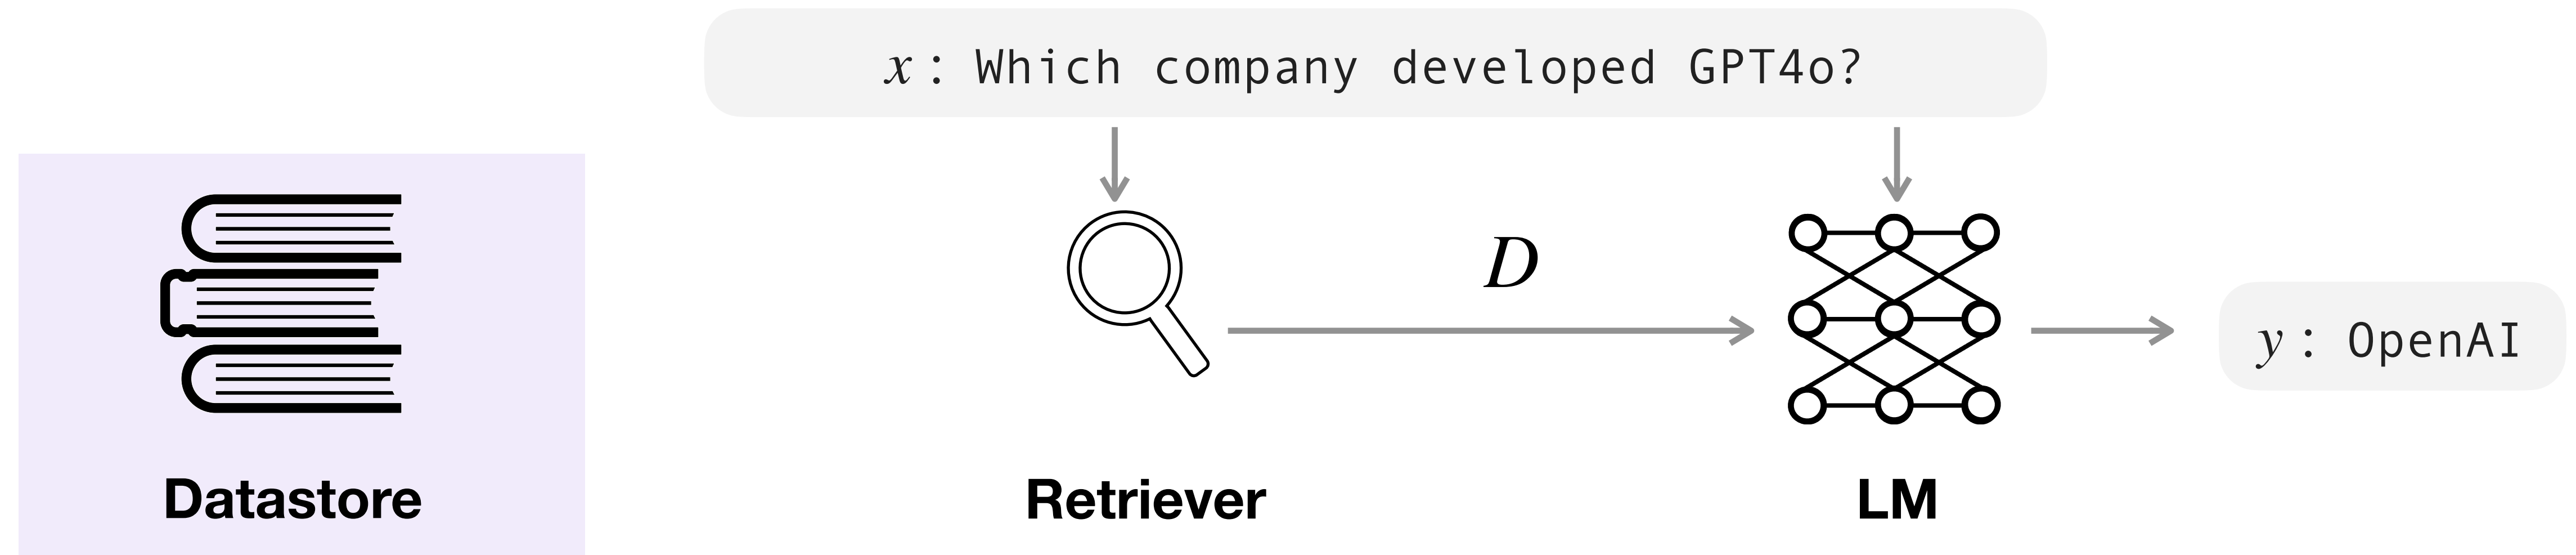 x : Which company developed GPT4o?
D
y : OpenAI
Datastore
Retriever
LM